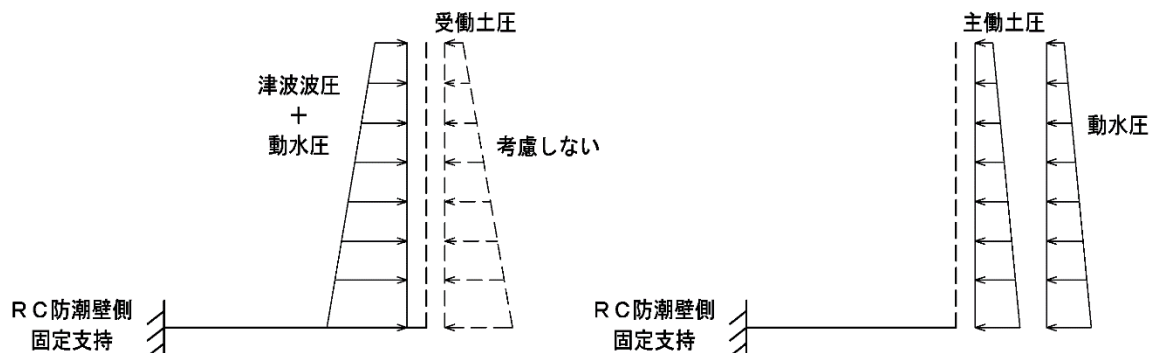 受働土圧
津波波圧
＋
動水圧
考慮しない
ＲＣ防潮壁側
固定支持
主働土圧
動水圧
ＲＣ防潮壁側
固定支持